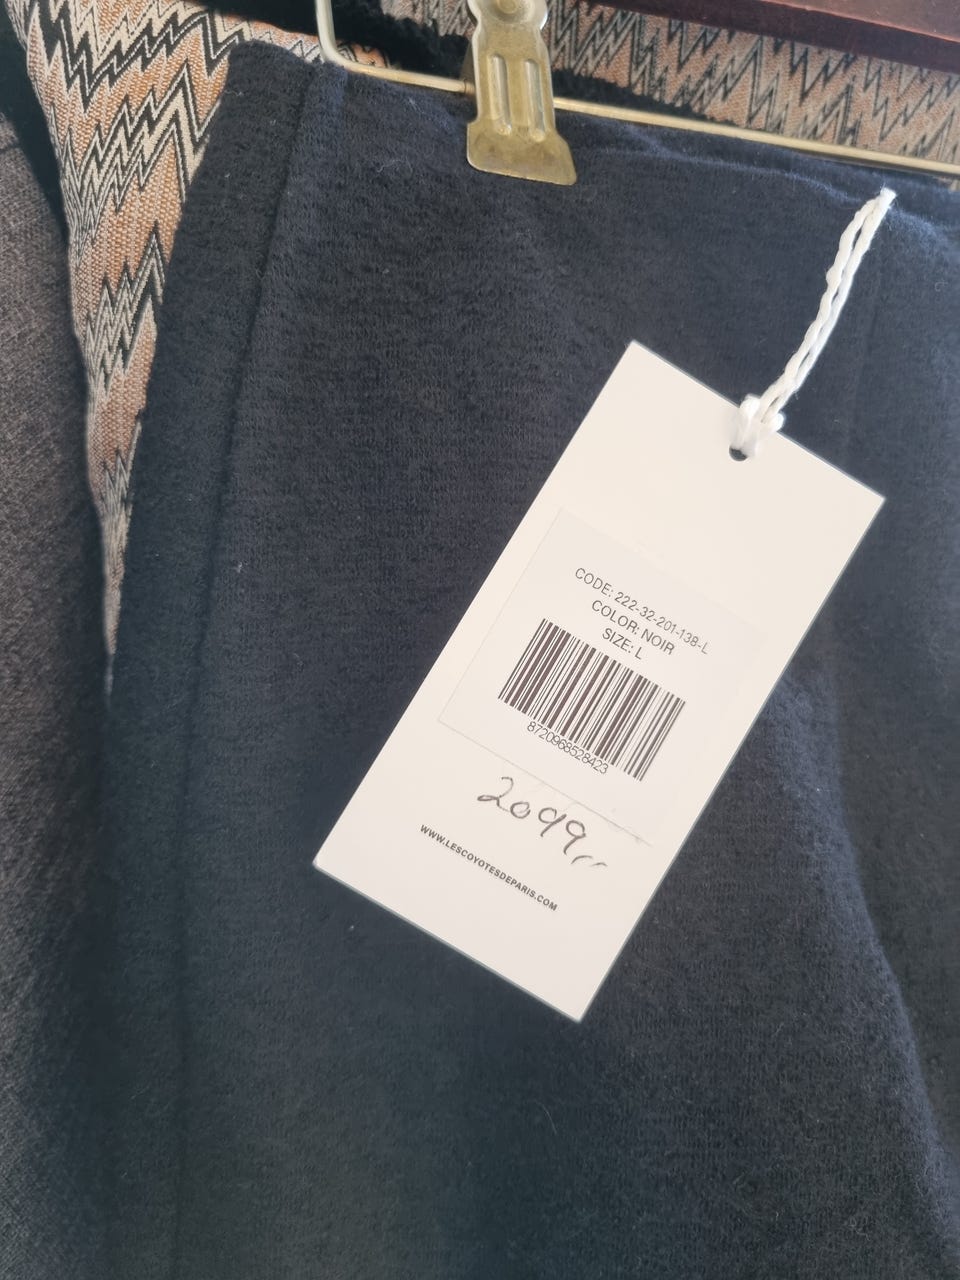 CODE: 222-32-201-138-L
COLOR: NOIR
SIZE: L
8720968528423
2099,,
WWW.LESCOYOTESDEPARIS.COM